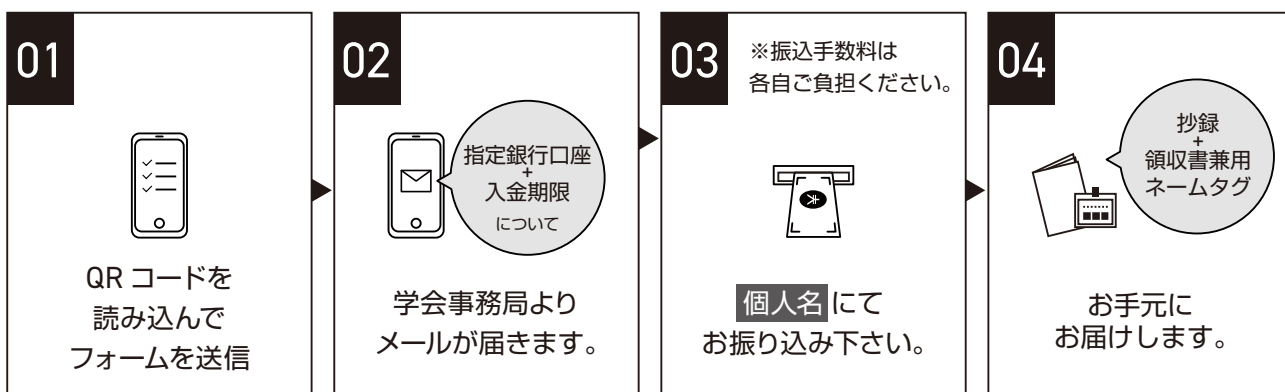 01
QR コードを
読み込んで
フォームを送信
02
指定銀行口座
+
入金期限
について
学会事務局より
メールが届きます。
03
※振込手数料は
各自ご負担ください。
¥
個人名 にて
お振り込み下さい。
04
抄録
+
領収書兼用
ネームタグ
お手元に
お届けします。